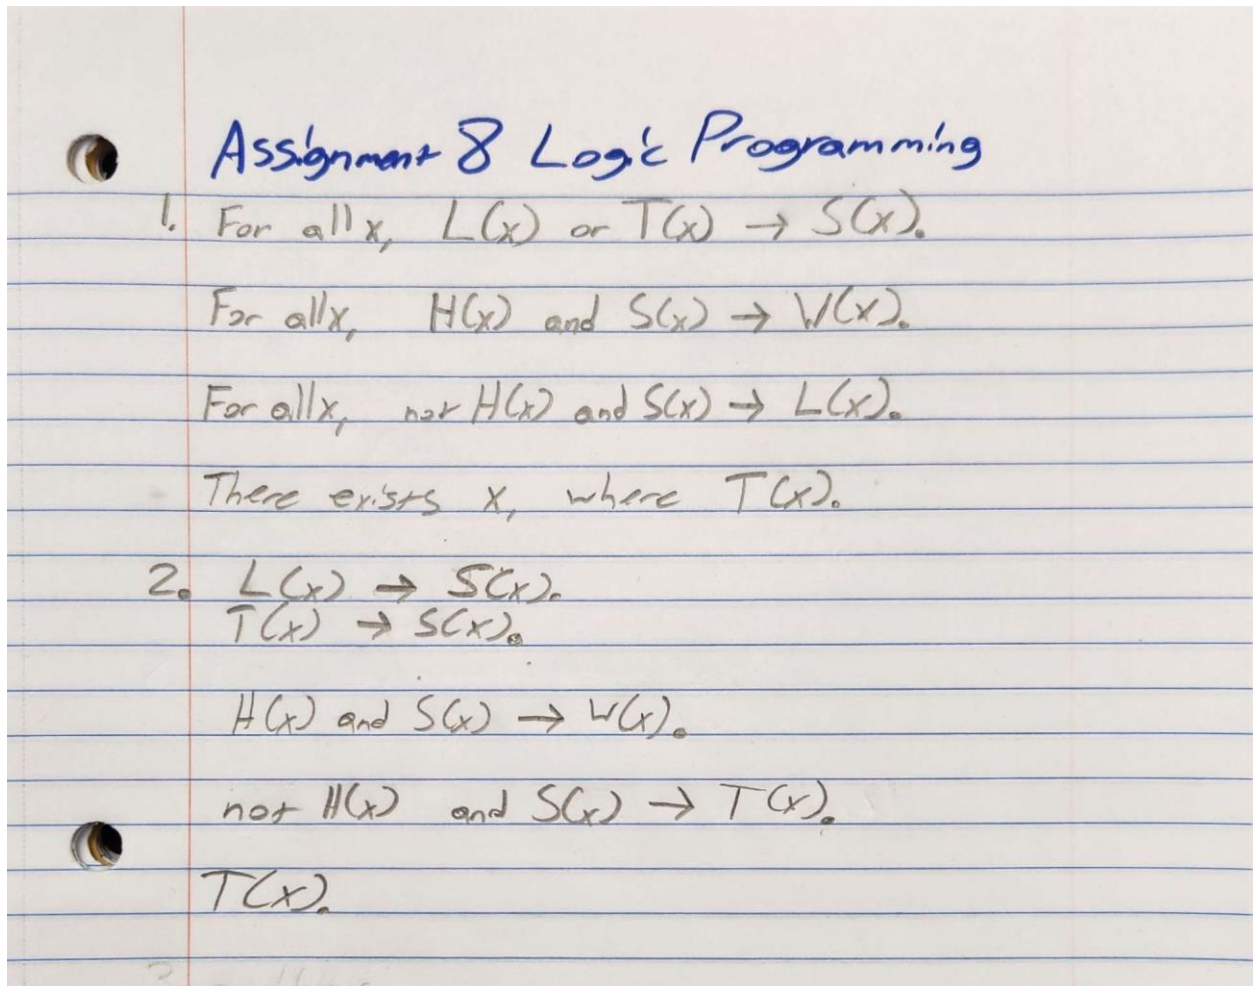 Assignment 8 Logic Programming
1. For all x, L(x) or T(x) → S(x).
For all x, H(x) and S(x) → W(x).
For all x, not H(x) and S(x) → L(x).
There exists x, where T(x).
2. L(x) → S(x).
T(x) → S(x).
H(x) and S(x) → W(x).
not H(x) and S(x) → T(x).
T(x).